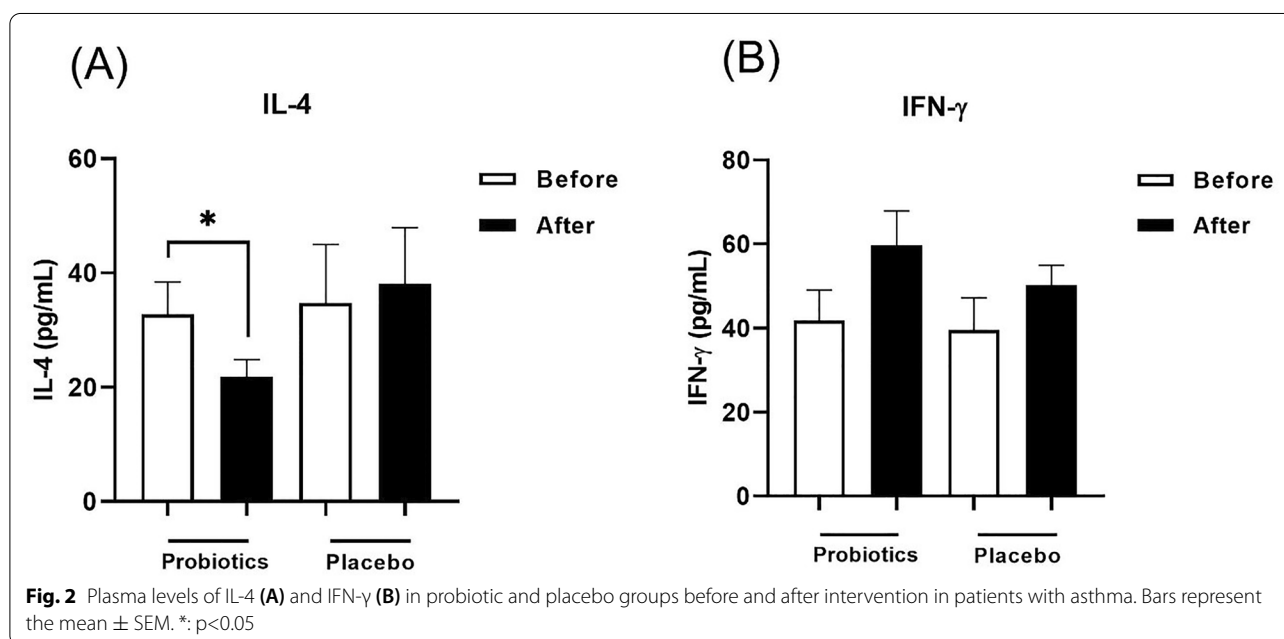 (A)
IL-4
60
40
20
0
IL-4 (pg/mL)
*
Before
After
Probiotics
Placebo
(B)
IFN-γ
80
60
40
20
0
IFN-γ (pg/mL)
Before
After
Probiotics
Placebo
Fig. 2 Plasma levels of IL-4 (A) and IFN-γ (B) in probiotic and placebo groups before and after intervention in patients with asthma. Bars represent
the mean ± SEM. *: p<0.05